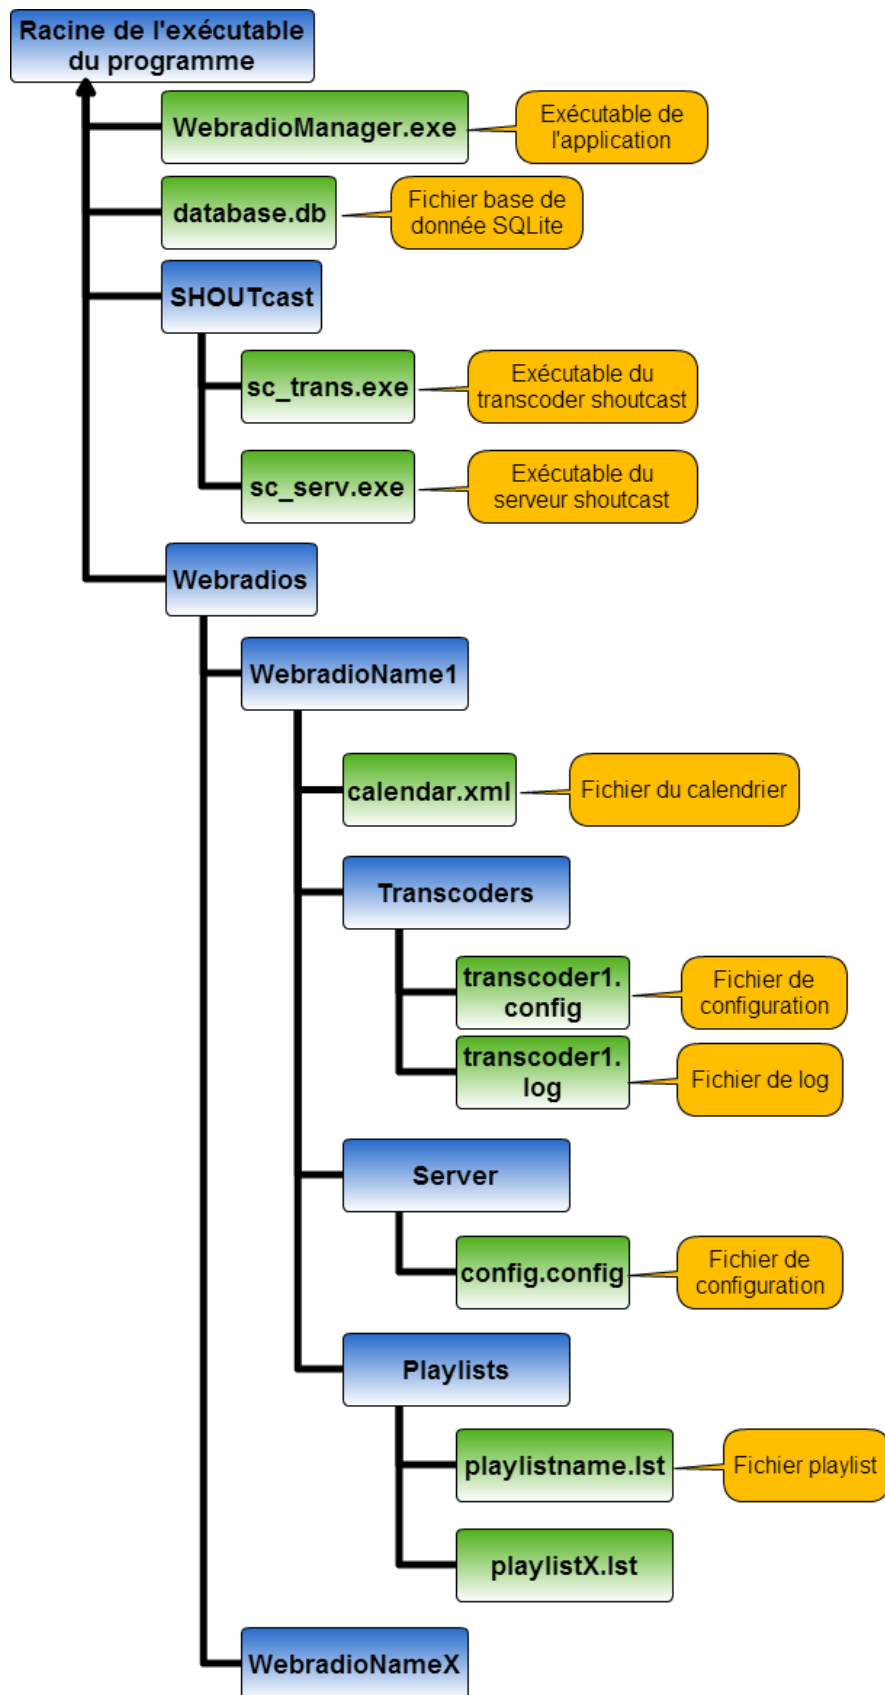 Racine de l'exécutable
du programme
WebradioManager.exe
Exécutable de
l'application
database.db
Fichier base de
donnée SQLite
SHOUTcast
sc_trans.exe
Exécutable du
transcoder shoutcast
sc_serv.exe
Exécutable du
serveur shoutcast
Webradios
WebradioName1
calendar.xml
Fichier du calendrier
Transcoders
transcoder1.
config
Fichier de
configuration
transcoder1.
log
Fichier de log
Server
config.config
Fichier de
configuration
Playlists
playlistname.lst
Fichier playlist
playlistX.lst
WebradioNameX